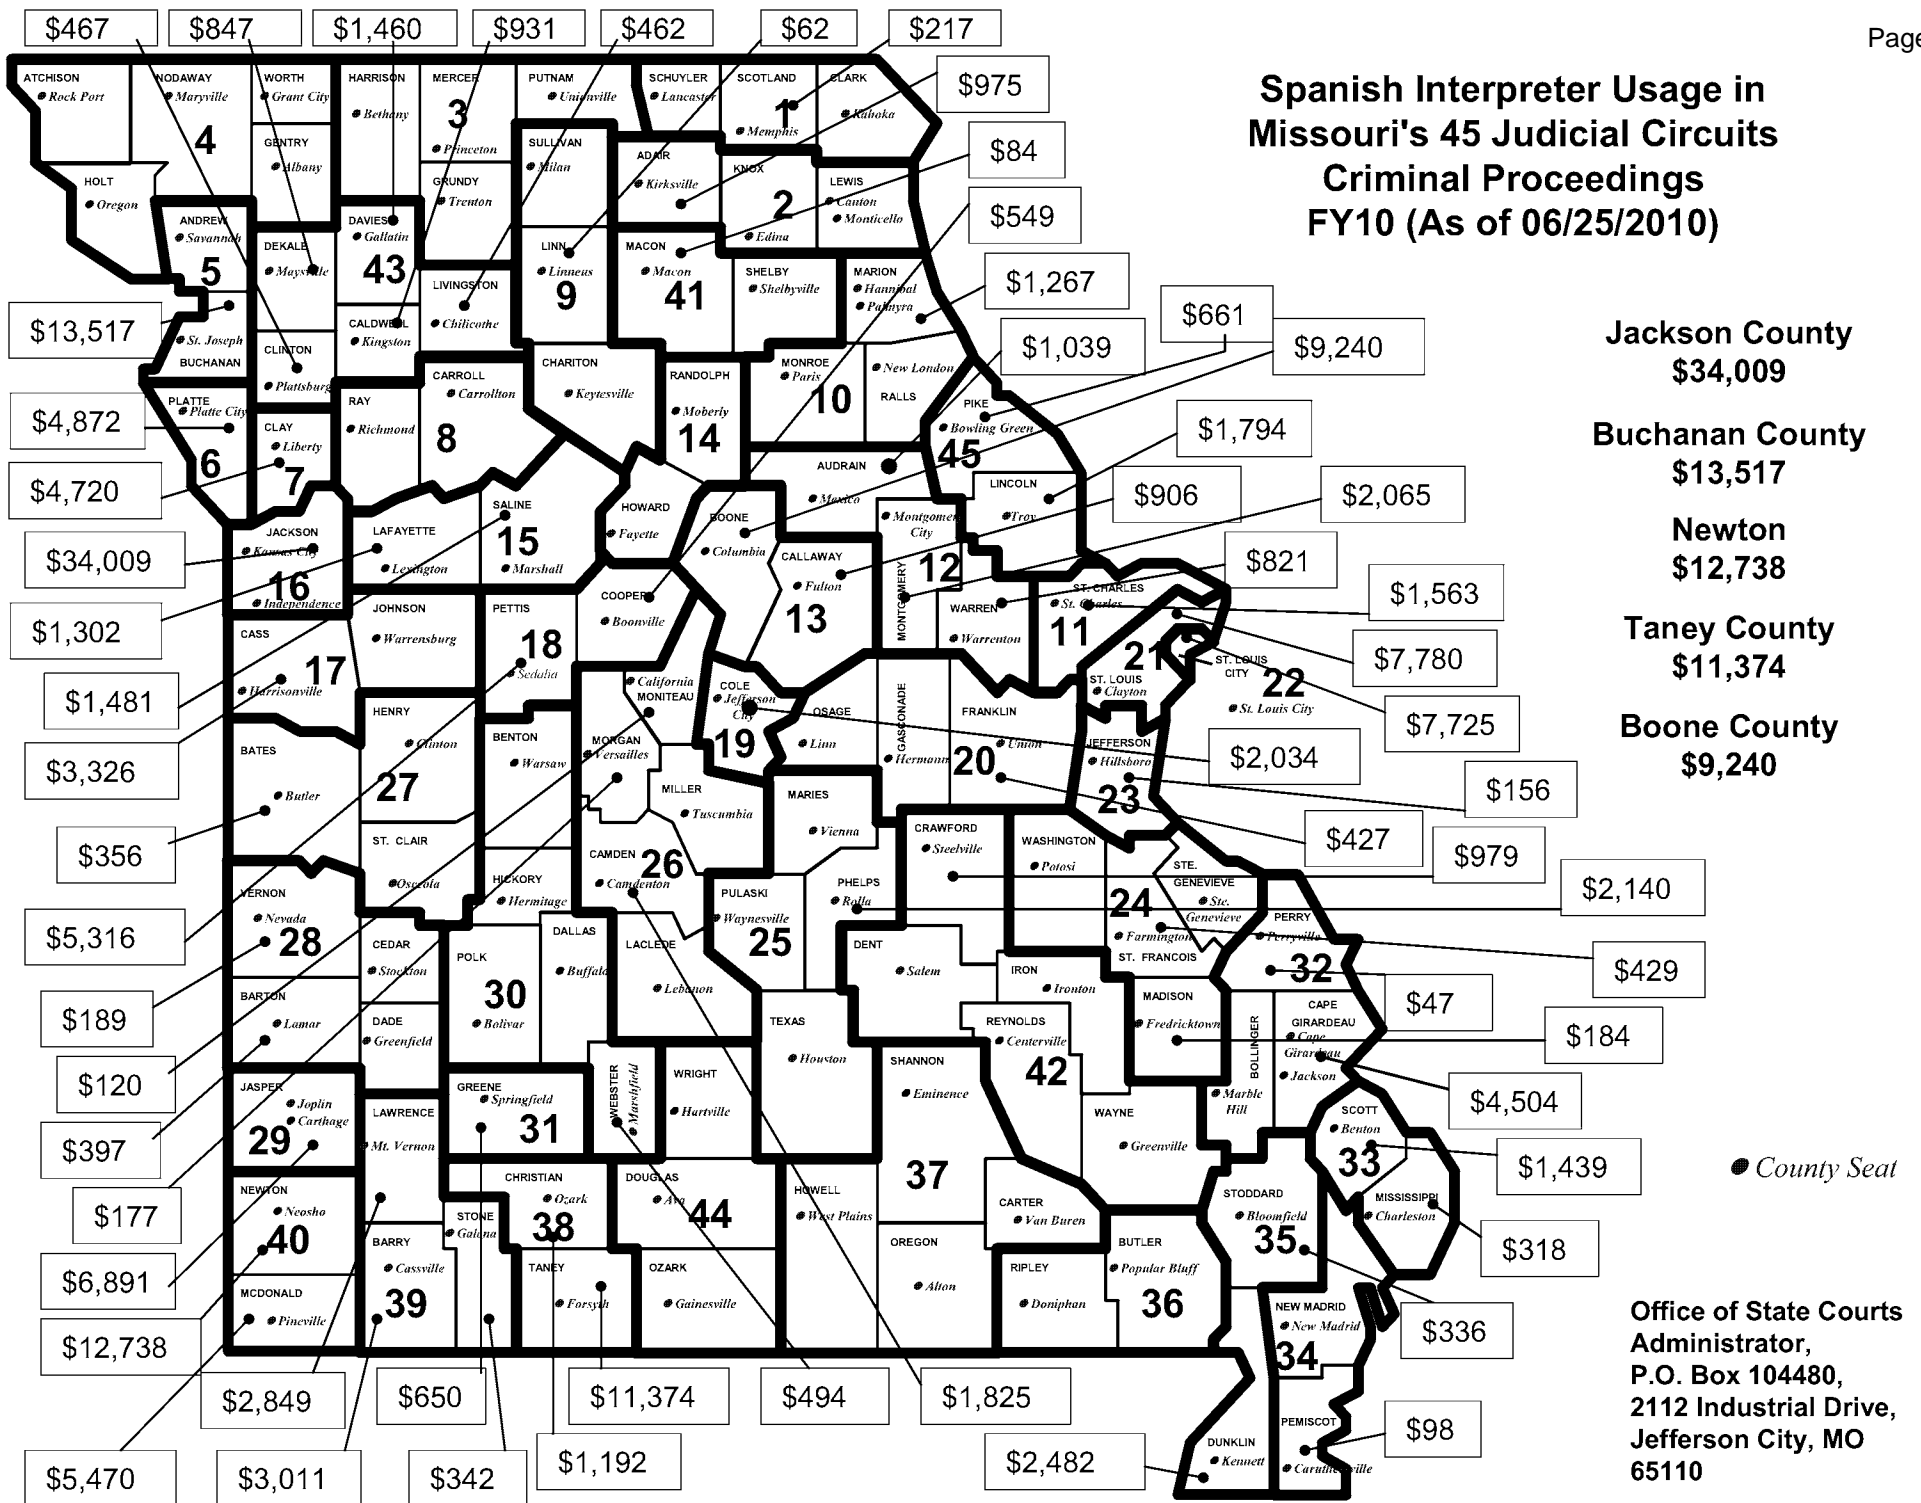 $467
$847
$1,460
$931
$462
$62
$217
Page
$975
Spanish Interpreter Usage in
Missouri's 45 Judicial Circuits
Criminal Proceedings
FY10 (As of 06/25/2010)
$84
$549
$1,267
$661
$1,039
$9,240
$1,794
$906
$2,065
$821
$1,563
$7,780
$7,725
$2,034
$156
$427
$979
$2,140
$429
$47
$184
$4,504
$1,439
$318
$336
$98
Jackson County
$34,009
Buchanan County
$13,517
Newton
$12,738
Taney County
$11,374
Boone County
$9,240
County Seat
Office of State Courts
Administrator,
P.O. Box 104480,
2112 Industrial Drive,
Jefferson City, MO
65110
$13,517
$4,872
$4,720
$34,009
$1,302
$1,481
$3,326
$356
$5,316
$189
$120
$397
$177
$6,891
$12,738
$5,470
$2,849
$3,011
$650
$342
$1,192
$11,374
$494
$1,825
$2,482
ATCHISON
Rock Port
NODAWAY
Maryville
4
WORTH
Grant City
GENTRY
Albany
HOLT
Oregon
HARRISON
Bethany
MERCER
3
Princeton
PUTNAM
Unionville
GRUNDY
Trenton
SULLIVAN
Milan
SCHUYLER
Lancaster
SCOTLAND
1
Memphis
CLARK
Kahoka
ADAIR
Kirksville
KNOX
2
Edina
LEWIS
Canton
Monticello
ANDREW
Savannah
5
DEKALB
Maysville
DAVIES
Gallatin
43
LIVINGSTON
Chilicothe
LINN
Linneus
9
MACON
Macon
41
SHELBY
Shelbyville
MARION
Hannibal
Palmyra
St. Joseph
BUCHANAN
CLINTON
Plattsburg
CALDWELL
Kingston
CARROLL
Carrollton
8
CHARITON
Keytesville
RANDOLPH
Moberly
14
MONROE
Paris
10
New London
RALLS
PIKE
Bowling Green
45
PLATTE
Platte City
6
CLAY
Liberty
7
RAY
Richmond
AUDRAIN
Mexico
LINCOLN
Troy
JACKSON
Kansas City
16
Independence
LAFAYETTE
Lexington
SALINE
15
Marshall
HOWARD
Fayette
BOONE
Columbia
CALLAWAY
Fulton
13
Montgomery
City
12
MONTGOMERY
WARREN
Warrenton
ST. CHARLES
St. Charles
11
21
ST. LOUIS
Clayton
ST. LOUIS
CITY
22
St. Louis City
CASS
17
Harrisonville
JOHNSON
Warrensburg
PETTIS
18
Sedalia
COOPER
Boonville
California
MONITEAU
COLE
Jefferson
City
19
OSAGE
Linn
GASCONADE
Hermann
FRANKLIN
Union
20
JEFFERSON
Hillsboro
23
BATES
Butler
HENRY
Clinton
27
BENTON
Warsaw
MORGAN
Versailles
MILLER
Tuscumbia
MARIES
Vienna
ST. CLAIR
Osceola
HICKORY
Hermitage
CAMDEN
26
Camdenton
PULASKI
Waynesville
25
PHELPS
Rolla
CRAWFORD
Steelville
WASHINGTON
Potosi
STE.
GENEVIEVE
Ste.
Genevieve
24
Farmington
ST. FRANCOIS
PERRY
Perryville
32
VERNON
Nevada
28
CEDAR
Stockton
POLK
30
Bolivar
DALLAS
Buffalo
LACLEDE
Lebanon
DENT
Salem
IRON
Ironton
MADISON
Fredricktown
BOLLINGER
Marble
Hill
CAPE
GIRARDEAU
Cape
Girardeau
Jackson
BARTON
Lamar
DADE
Greenfield
TEXAS
Houston
REYNOLDS
Centerville
42
SHANNON
Eminence
37
JASPER
Joplin
Carthage
29
LAWRENCE
Mt. Vernon
GREENE
Springfield
31
WEBSTER
Marshfield
WRIGHT
Hartville
WAYNE
Greenville
SCOTT
Benton
33
MISSISSIPPI
Charleston
NEWTON
Neosho
40
CHRISTIAN
Ozark
38
DOUGLAS
Ava
44
HOWELL
West Plains
CARTER
Van Buren
STODDARD
Bloomfield
35
STONE
Galena
BARRY
Cassville
39
TANEY
Forsyth
OZARK
Gainesville
OREGON
Alton
RIPLEY
Doniphan
BUTLER
Popular Bluff
36
MCDONALD
Pineville
NEW MADRID
New Madrid
34
PEMISCOT
Caruthersville
DUNKLIN
Kennett